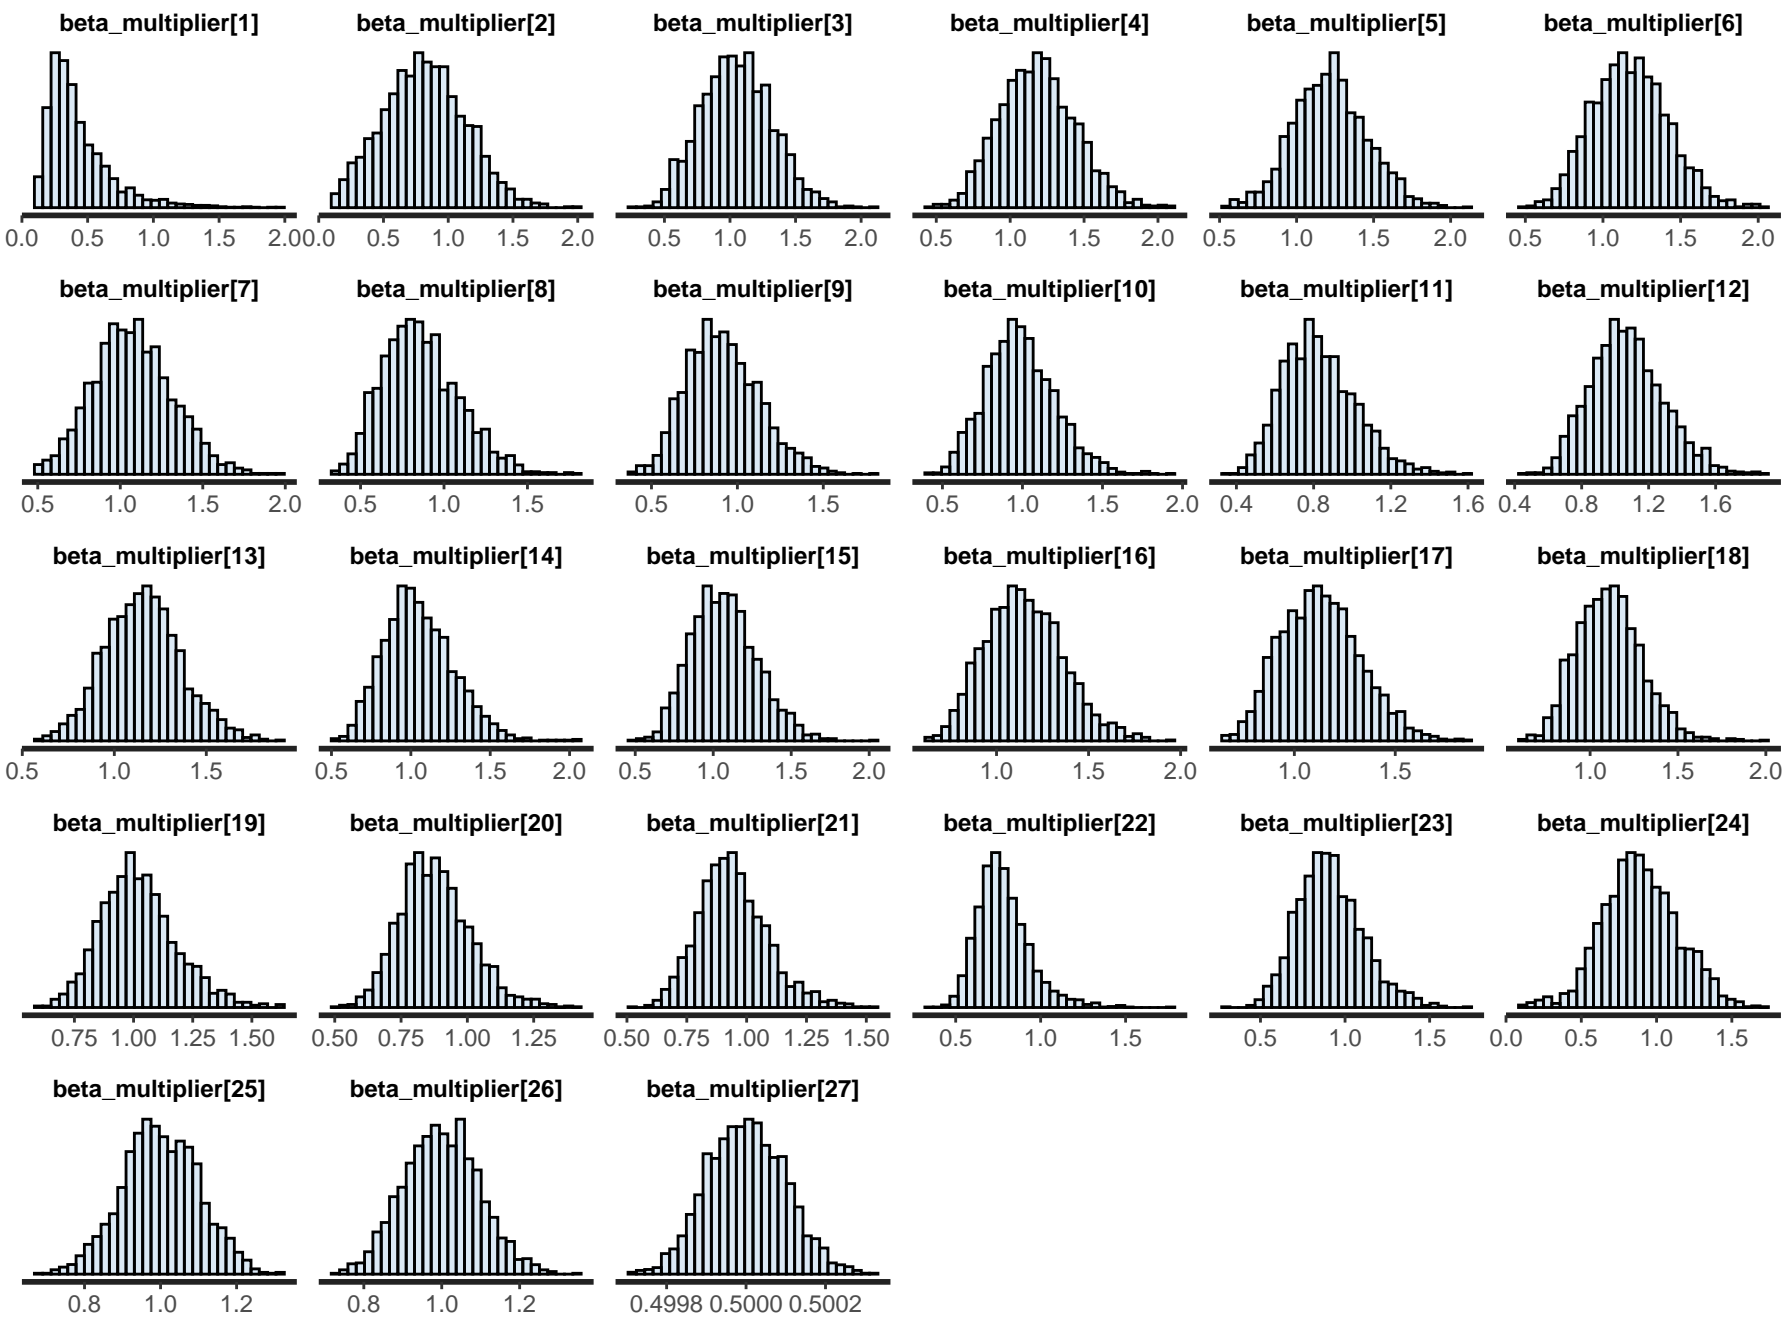 beta_multiplier[1] beta_multiplier[2] beta_multiplier[3] beta_multiplier[4] beta_multiplier[5] beta_multiplier[6]
0.0 0.5 1.0 1.5 2.0 0.0 0.5 1.0 1.5 2.0 0.5 1.0 1.5 2.0 0.5 1.0 1.5 2.0 0.5 1.0 1.5 2.0 0.5 1.0 1.5 2.0
beta_multiplier[7] beta_multiplier[8] beta_multiplier[9] beta_multiplier[10] beta_multiplier[11] beta_multiplier[12]
0.5 1.0 1.5 2.0 0.5 1.0 1.5 0.5 1.0 1.5 0.5 1.0 1.5 2.0 0.4 0.8 1.2 1.6 0.4 0.8 1.2 1.6
beta_multiplier[13] beta_multiplier[14] beta_multiplier[15] beta_multiplier[16] beta_multiplier[17] beta_multiplier[18]
0.5 1.0 1.5 0.5 1.0 1.5 2.0 0.5 1.0 1.5 2.0 1.0 1.5 2.0 1.0 1.5 1.0 1.5 2.0
beta_multiplier[19] beta_multiplier[20] beta_multiplier[21] beta_multiplier[22] beta_multiplier[23] beta_multiplier[24]
0.75 1.00 1.25 1.50 0.50 0.75 1.00 1.25 0.50 0.75 1.00 1.25 1.50 0.5 1.0 1.5 0.5 1.0 1.5 0.0 0.5 1.0 1.5
beta_multiplier[25] beta_multiplier[26] beta_multiplier[27]
0.8 1.0 1.2 0.8 1.0 1.2 0.4998 0.5000 0.5002